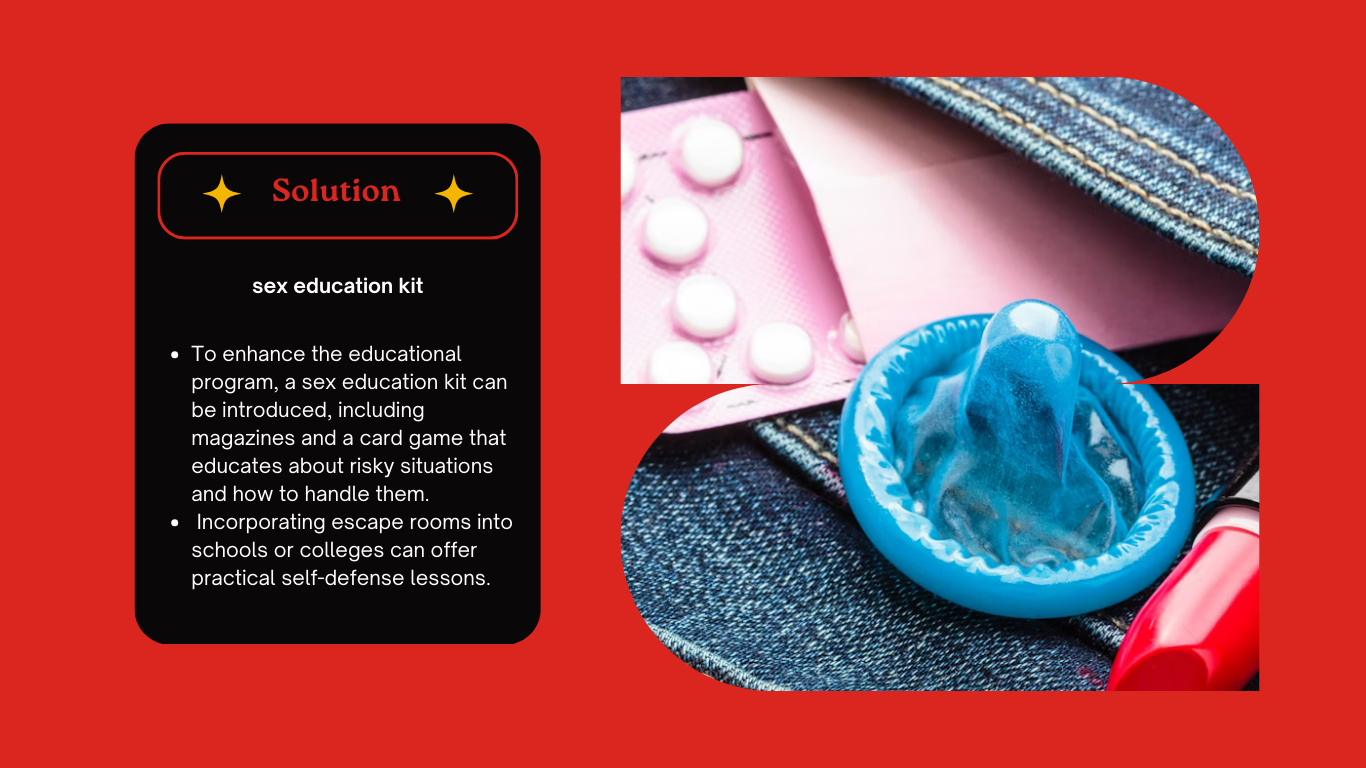 Solution
sex education kit
• To enhance the educational
program, a sex education kit can
be introduced, including
magazines and a card game that
educates about risky situations
and how to handle them.
• Incorporating escape rooms into
schools or colleges can offer
practical self-defense lessons.